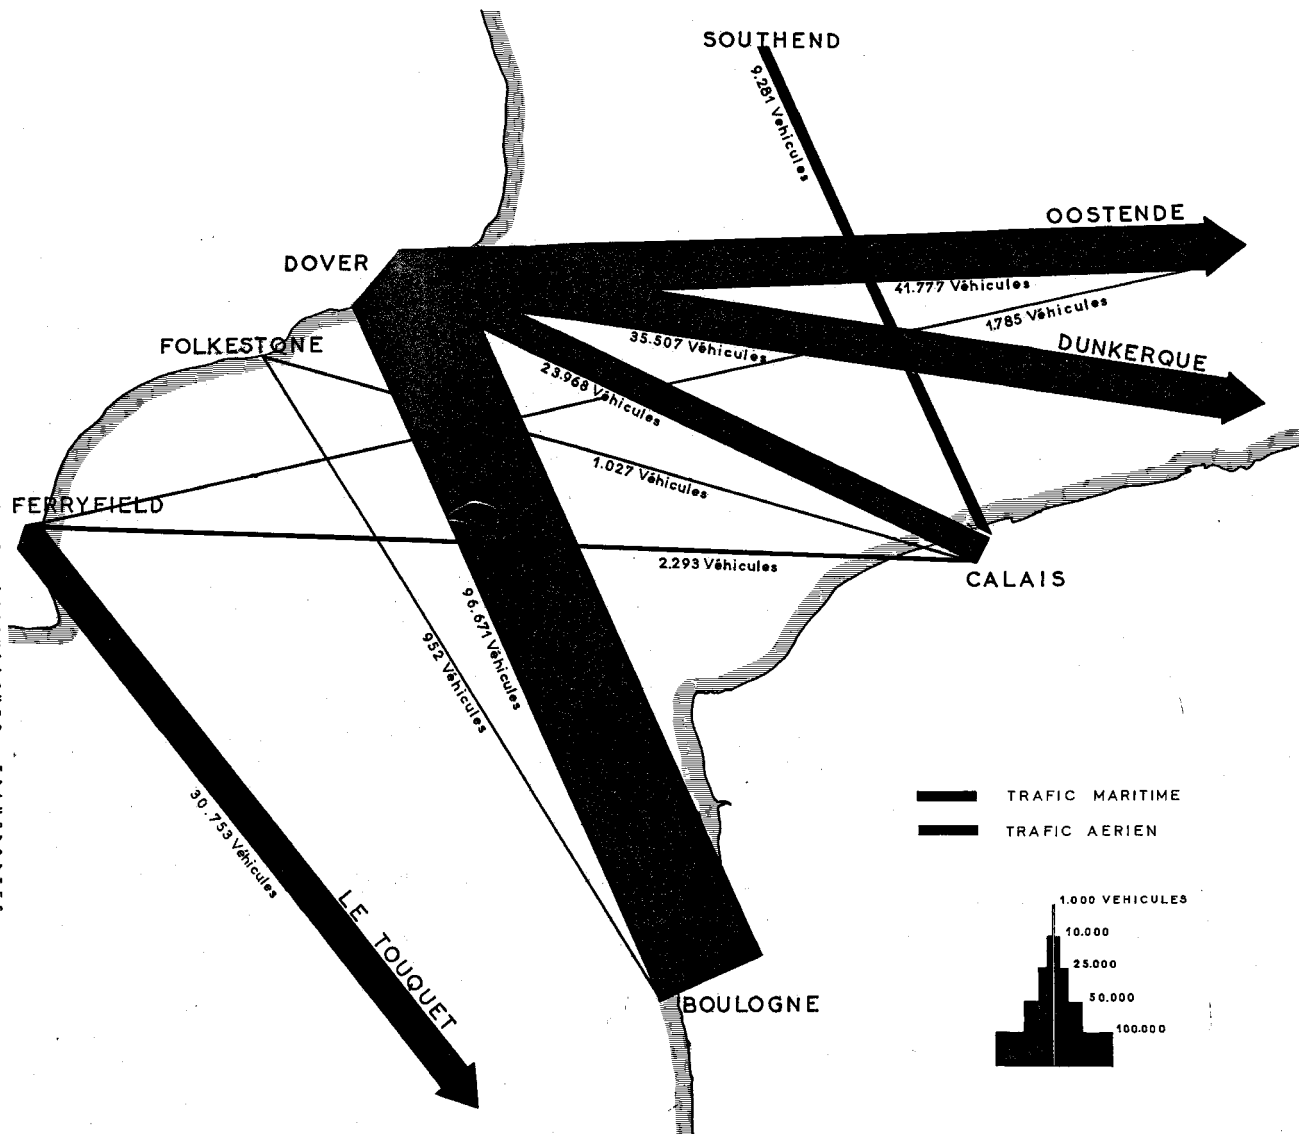 SOUTHEND
9.281 Vehicules
OOSTENDE
DOVER
41.777 Véhicules
1.785 Véhicules
FOLKESTONE
35.507 Véhicules
DUNKERQUE
23.968 Véhicules
1.027 Véhicules
FERRYFIELD
2.293 Véhicules
CALAIS
96.671 Véhicules
952 Véhicules
30.753 Véhicules
LE TOUQUET
BOULOGNE
TRAFIC MARITIME
TRAFIC AERIEN
1.000 VEHICULES
10.000
25.000
50.000
100.000